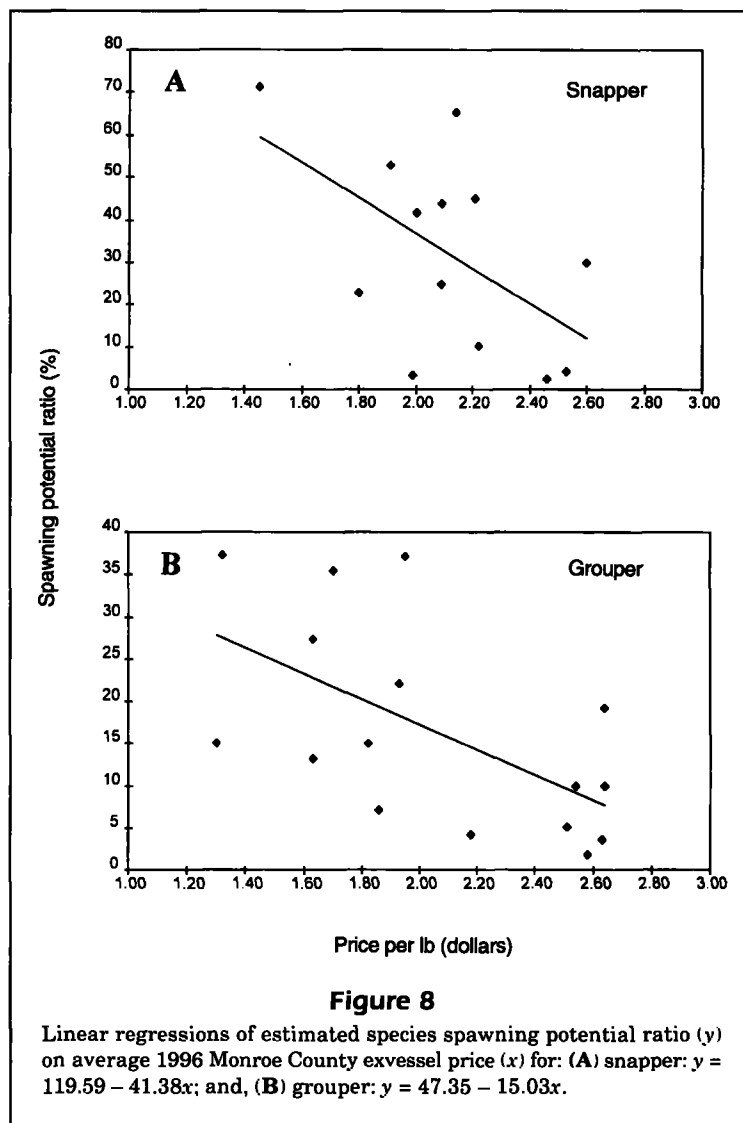 A
Snapper
80
70
60
50
40
30
20
10
0
1.00 1.20 1.40 1.60 1.80 2.00 2.20 2.40 2.60 2.80 3.00
Spawning potential ratio (%)
B
Grouper
40
35
30
25
20
15
10
5
0
1.00 1.20 1.40 1.60 1.80 2.00 2.20 2.40 2.60 2.80 3.00
Price per lb (dollars)
Figure 8
Linear regressions of estimated species spawning potential ratio (y)
on average 1996 Monroe County exvessel price (x) for: (A) snapper: y =
119.59 – 41.38x; and, (B) grouper: y = 47.35 – 15.03x.